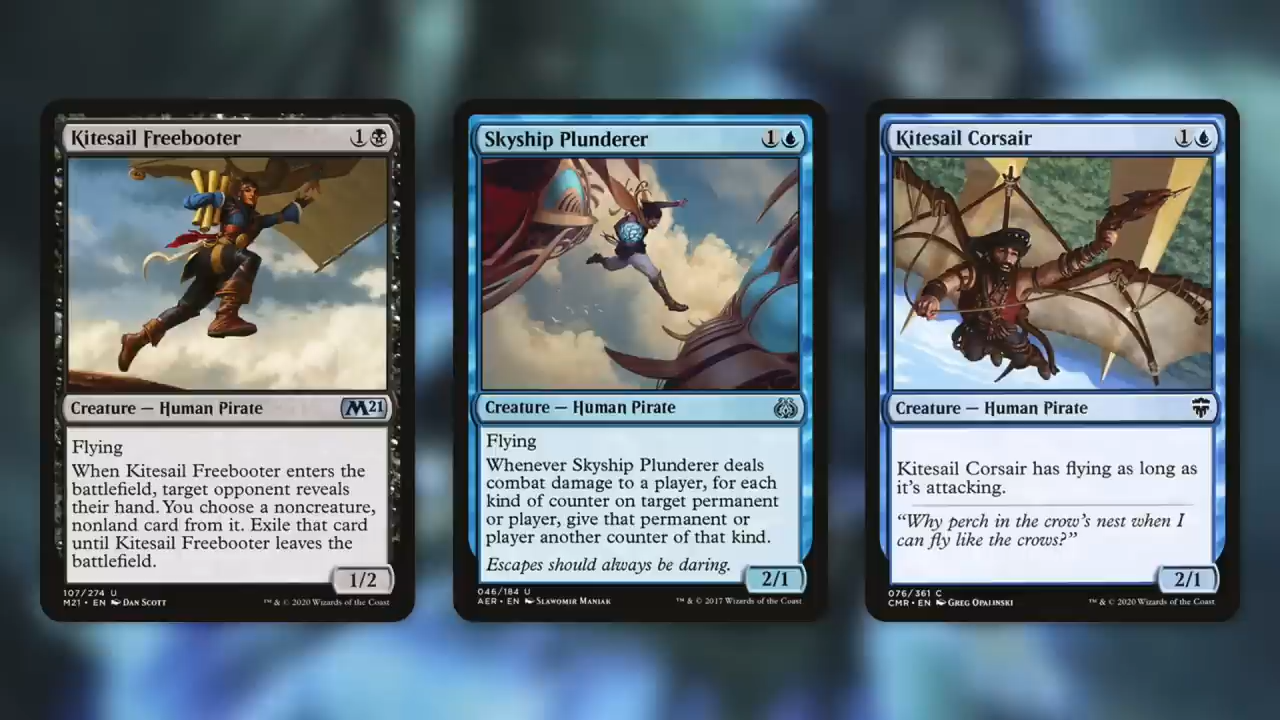 Kitesail Freebooter 1
Creature — Human Pirate M21
Flying
When Kitesail Freebooter enters the
battlefield, target opponent reveals
their hand. You choose a noncreature,
nonland card from it. Exile that card
until Kitesail Freebooter leaves the
battlefield.
1/2
107/274 U
M21 • EN DAN SCOTT ™ & © 2020 Wizards of the Coast
Skyship Plunderer 1
Creature — Human Pirate
Flying
Whenever Skyship Plunderer deals
combat damage to a player, for each
kind of counter on target permanent
or player, give that permanent or
player another counter of that kind.
Escapes should always be daring.
2/1
046/184 U
AER • EN SLAWOMIR MANIAK ™ & © 2017 Wizards of the Coast
Kitesail Corsair 1
Creature — Human Pirate
Kitesail Corsair has flying as long as
it's attacking.
“Why perch in the crow's nest when I
can fly like the crows?”
2/1
076/361 C
CMR • EN GREG OPALINSKI ™ & © 2020 Wizards of the Coast